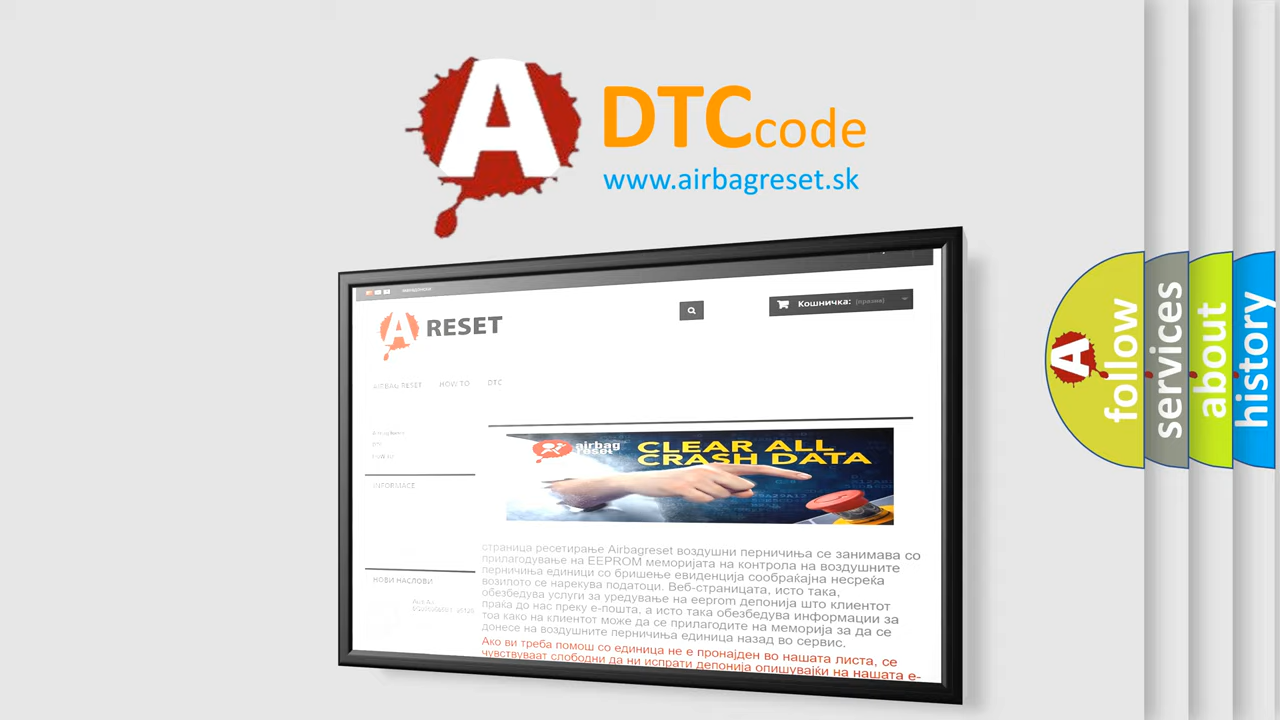 A
DTCcode
www.airbagreset.sk
A RESET
Кошничка: (празна)
AIRBAG RESET HOW TO DTC
INFORMACE
airbag
reset
CLEAR ALL
CRASH DATA
страница ресетирање Airbagreset воздушни перничиња се занимава со
прилагодување на EEPROM меморијата на контрола на воздушните
перничиња единици со бришење евиденција сообраќајна несреќа
возилото се нарекува податоци. Веб-страницата, исто така,
обезбедува услуги за уредување на eeprom депонија што клиентот
праќа до нас преку е-пошта, а исто така обезбедува информации за
тоа како на клиентот може да се прилагодите на меморија за да се
донесе на воздушните перничиња единица назад во сервис.
Ако ви треба помош со единица не е пронајден во нашата листа, се
чувствуваат слободни да ни испрати депонија опишувајќи на нашата е-
НОВИ НАСЛОВИ
A
follow
services
about
history